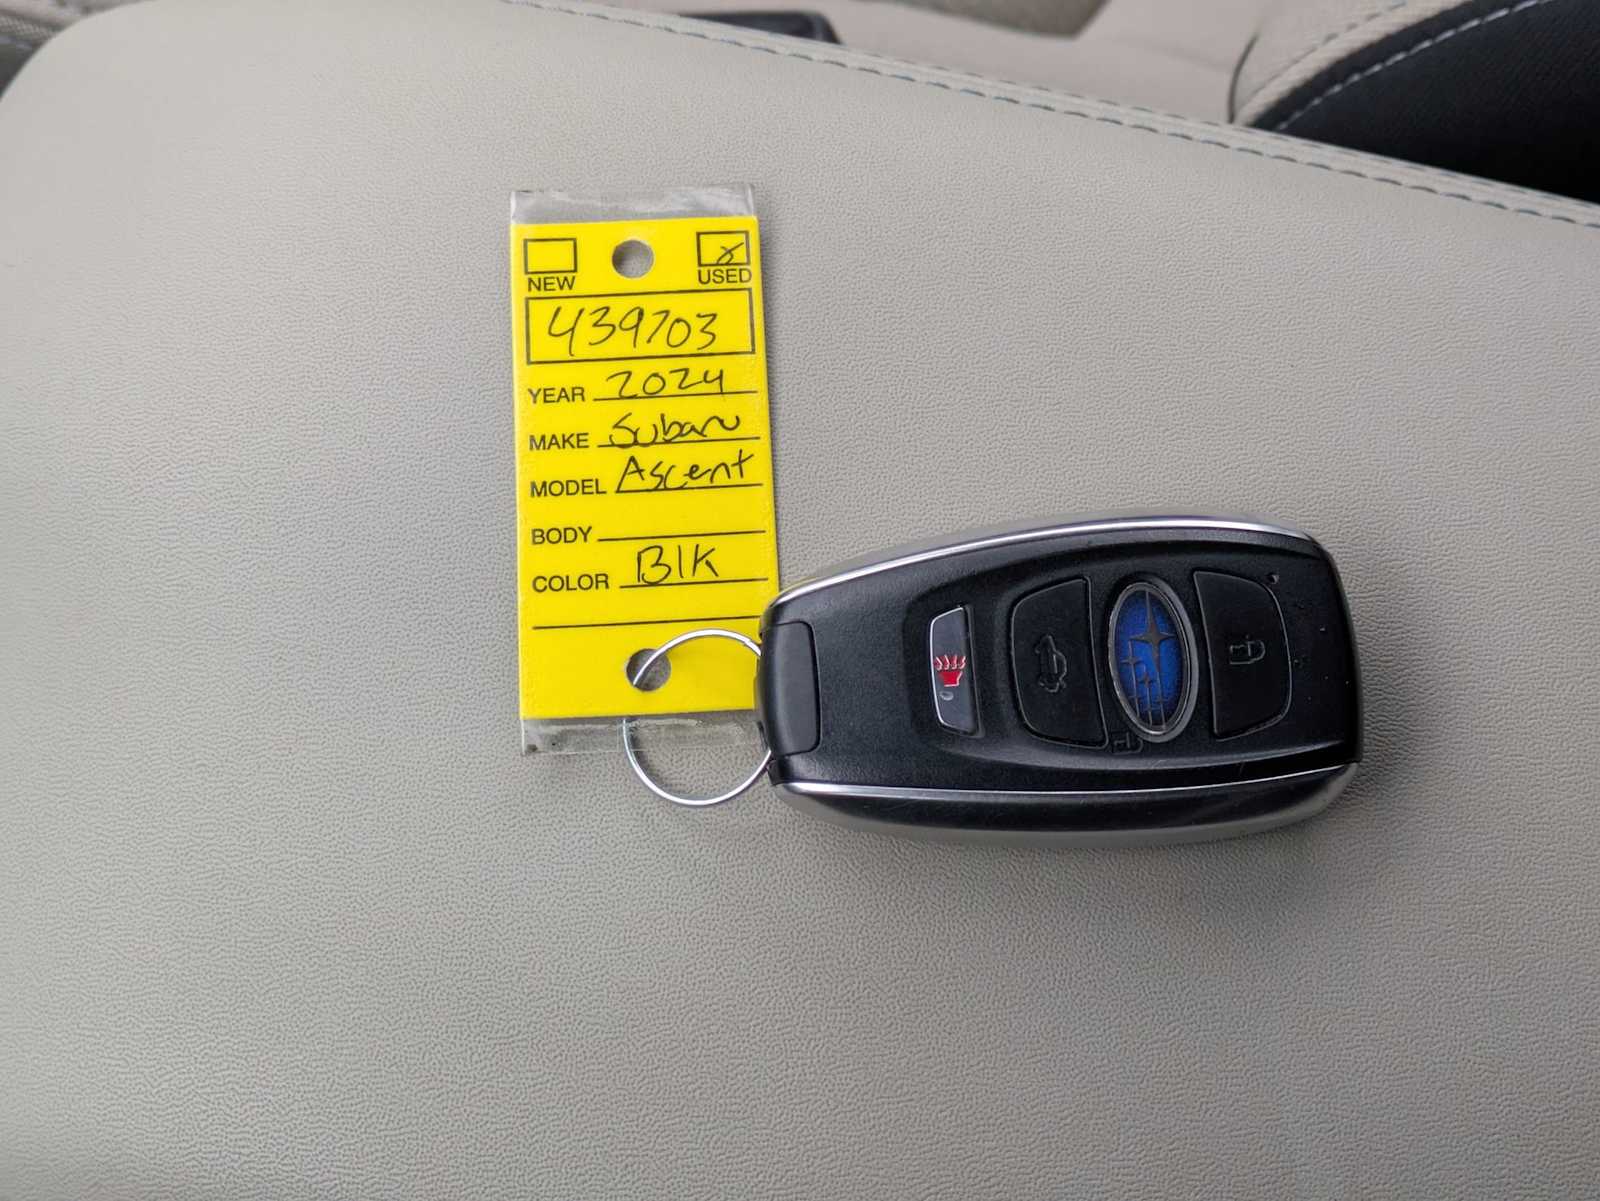 NEW USED
439703
YEAR 2024
MAKE Subaru
MODEL Ascent
BODY
COLOR Blk